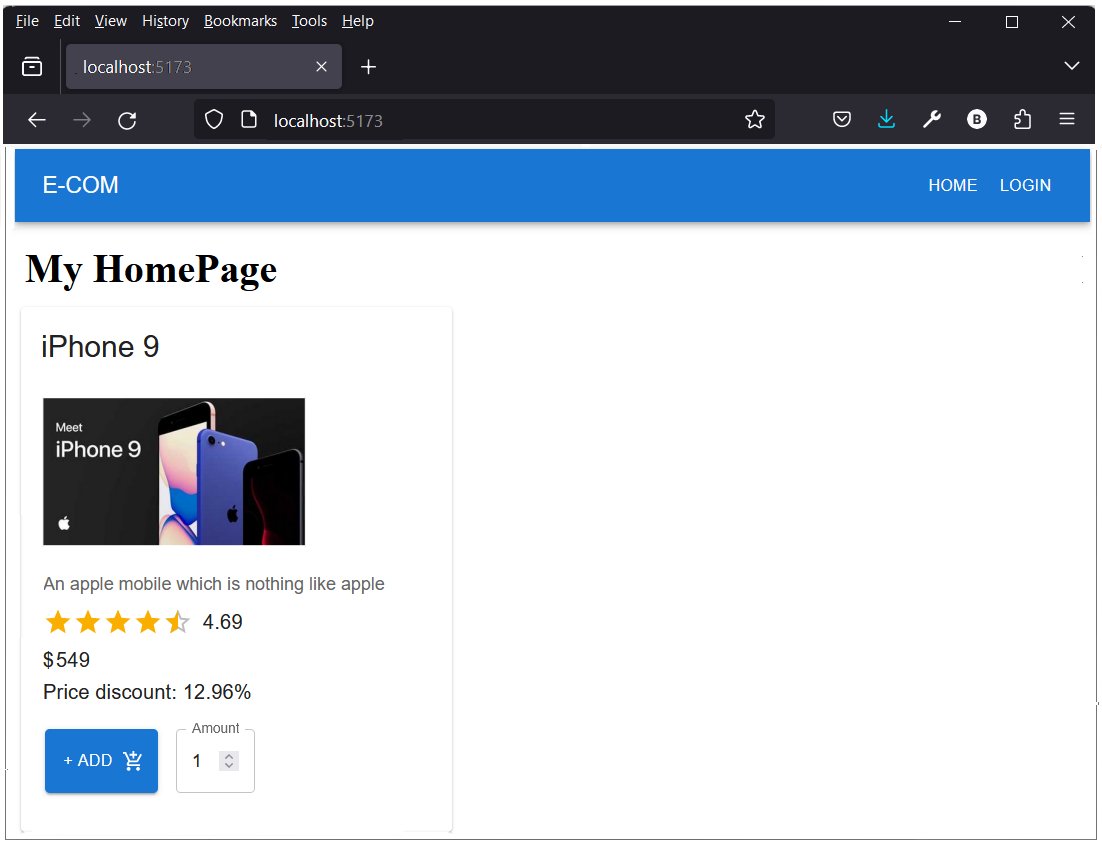 File Edit View History Bookmarks Tools Help
localhost:5173
localhost:5173
B
E-COM HOME LOGIN
My HomePage
iPhone 9
Meet
iPhone 9
An apple mobile which is nothing like apple
4.69
$549
Price discount: 12.96%
Amount
+ ADD 1